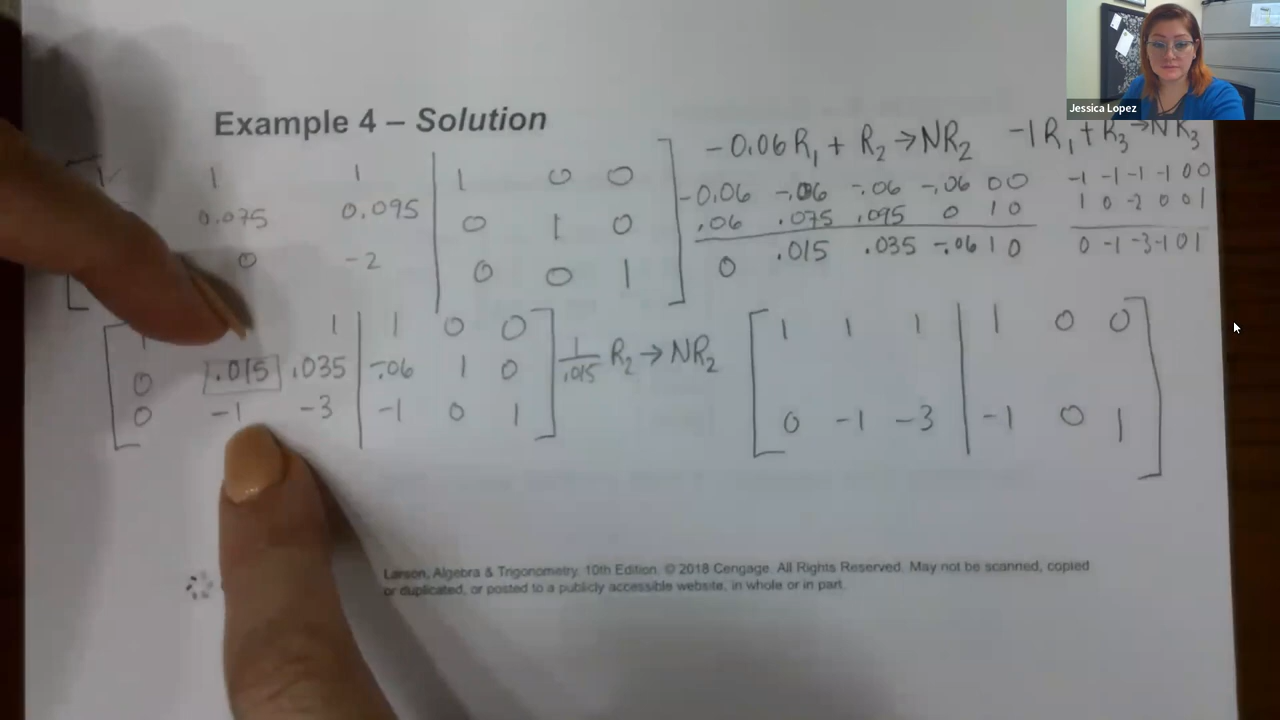 Jessica Lopez
Example 4 – Solution
-0.06R₁ + R₂ → NR₂ -1R₁ + R₃ → NR₃
1 1 1 1 0 0
0.075 0.095 0 1 0
0 -2 0 0 1
-0.06 -.06 -.06 -.06 0 0
.06 .075 .095 0 1 0
0 .015 .035 -.06 1 0
-1 -1 -1 -1 0 0
1 0 -2 0 0 1
0 -1 -3 -1 0 1
1 1 1 0 0
0 .015 .035 -.06 1 0
0 -1 -3 -1 0 1
1/.015 R₂ → NR₂
1 1 1 1 0 0
0 -1 -3 -1 0 1
Larson, Algebra & Trigonometry, 10th Edition. © 2018 Cengage. All Rights Reserved. May not be scanned, copied
or duplicated, or posted to a publicly accessible website, in whole or in part.